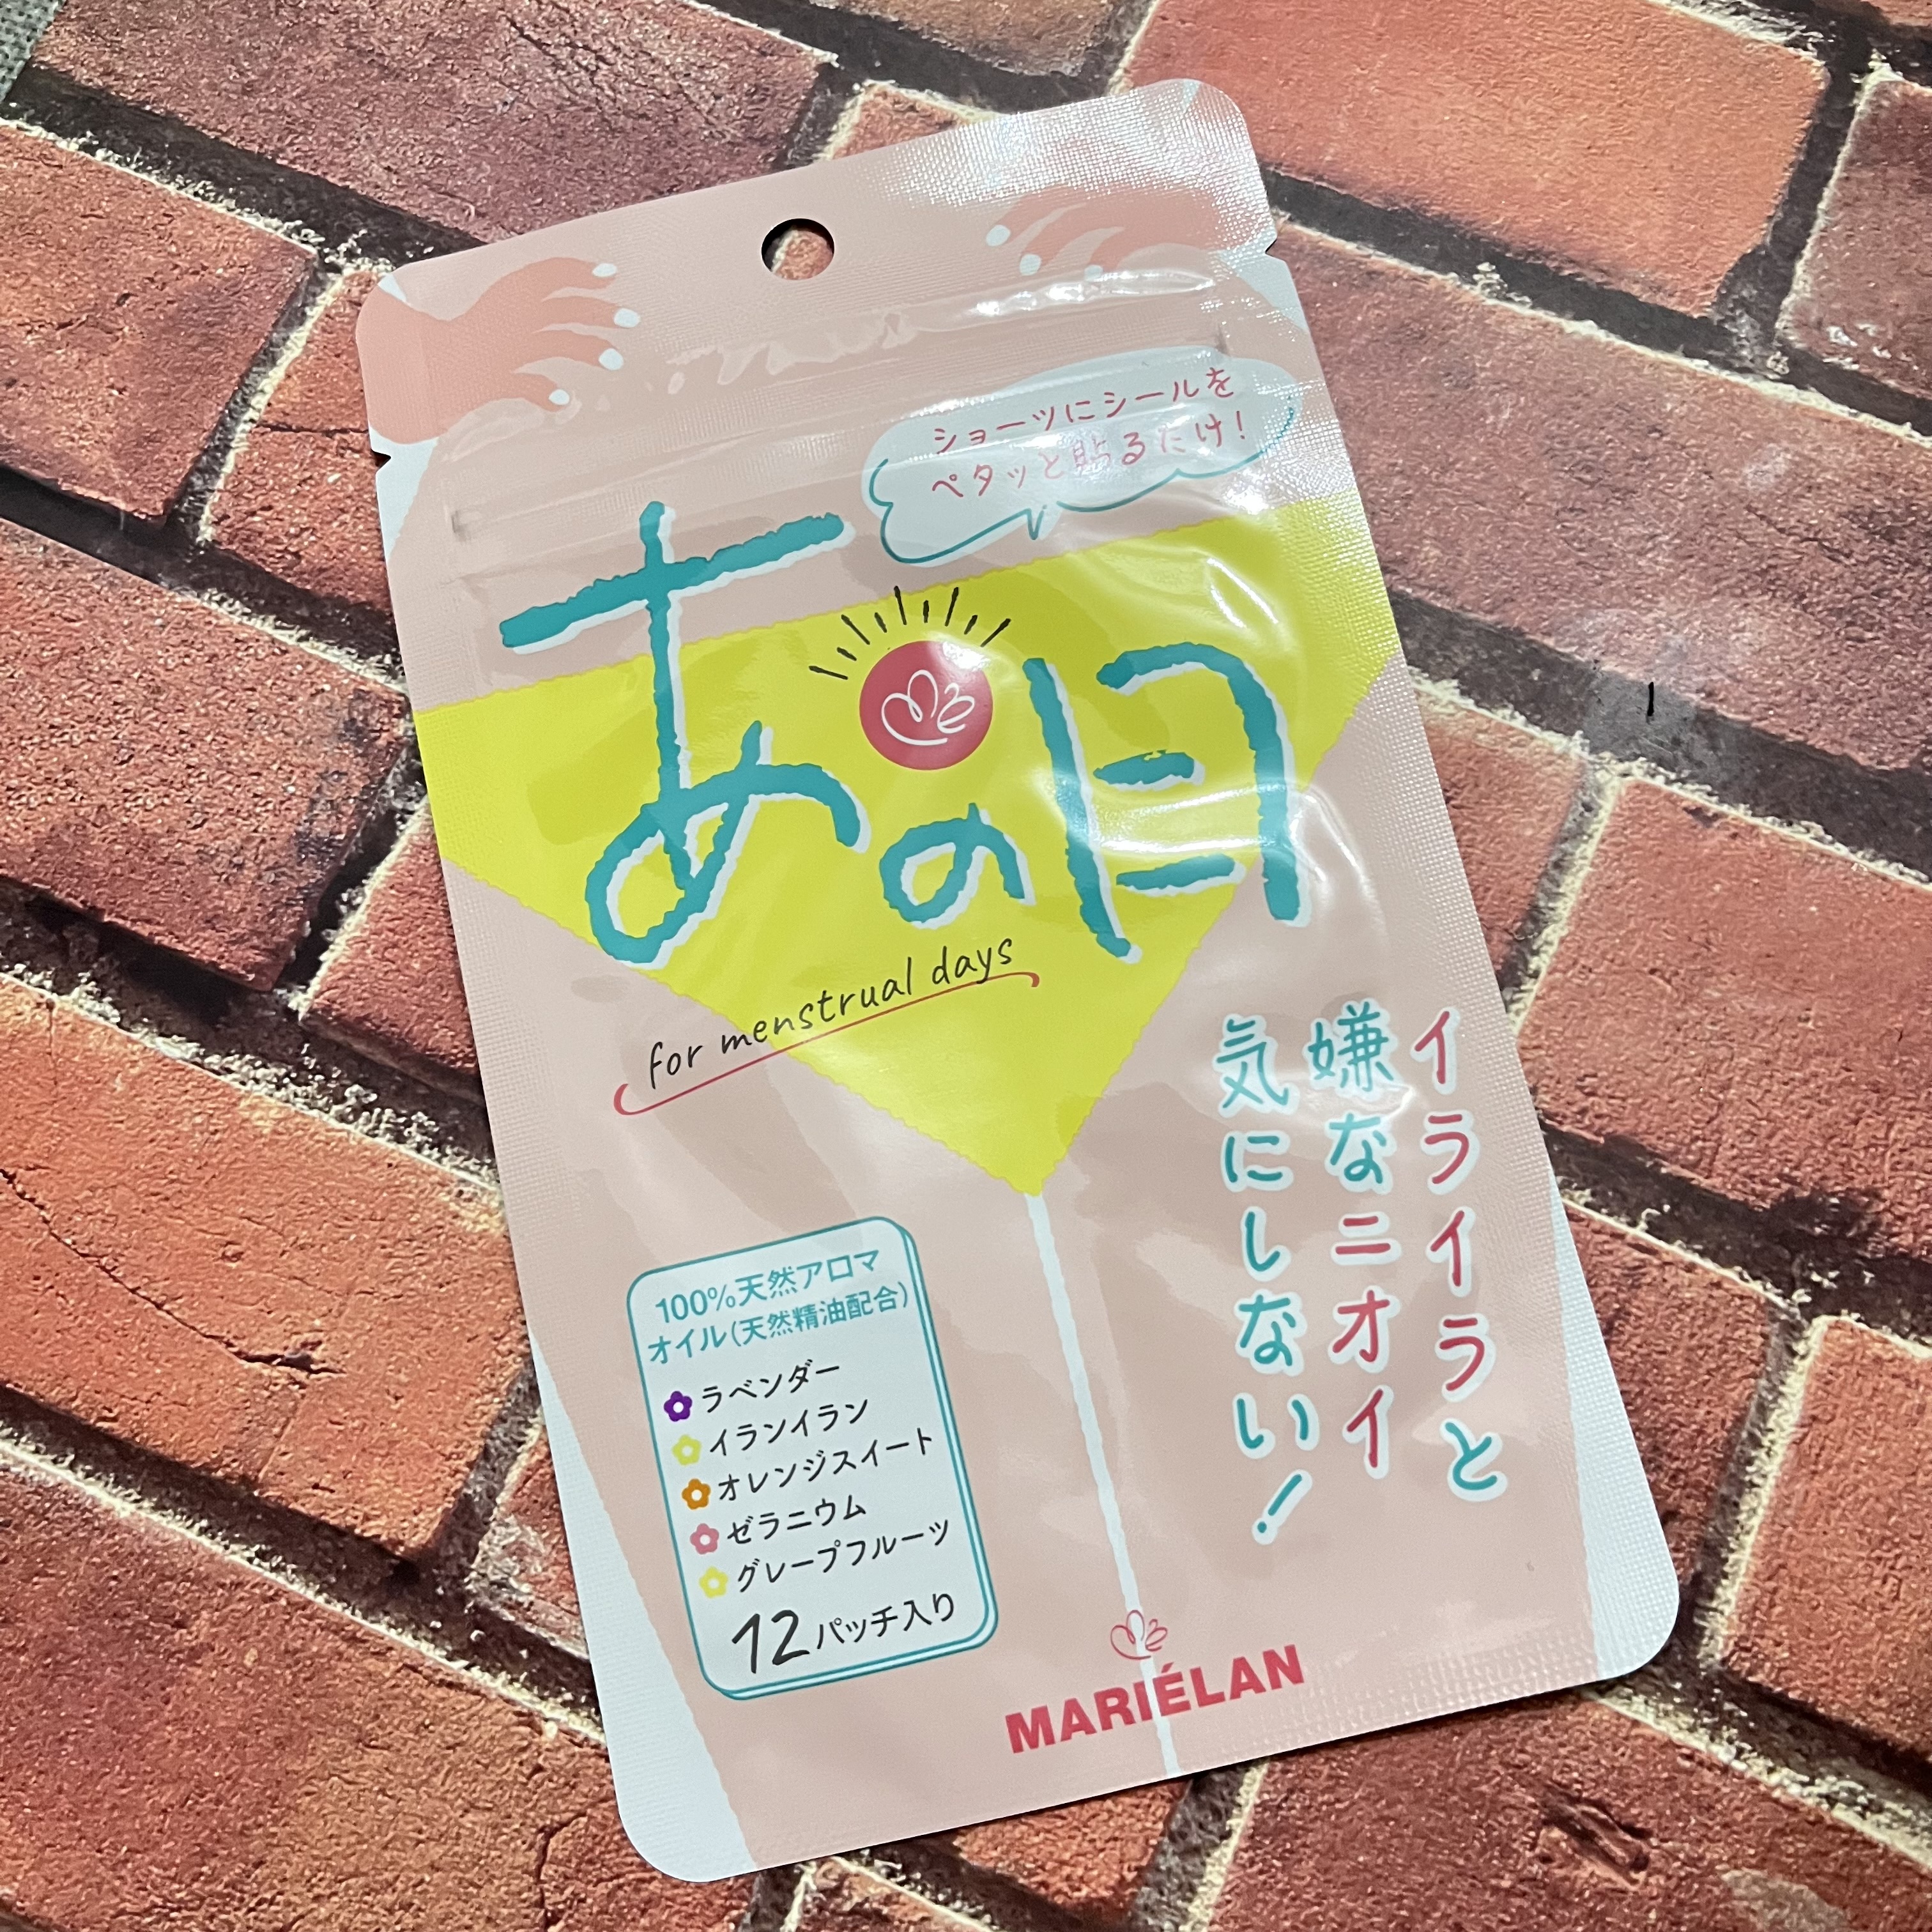 ショーツにシールを
ペタッと貼るだけ!
あの日
for menstrual days
イライラと
嫌なニオイ
気にしない!
100%天然アロマ
オイル(天然精油配合)
ラベンダー
イランイラン
オレンジスイート
ゼラニウム
グレープフルーツ
12パッチ入り
MARIÉLAN